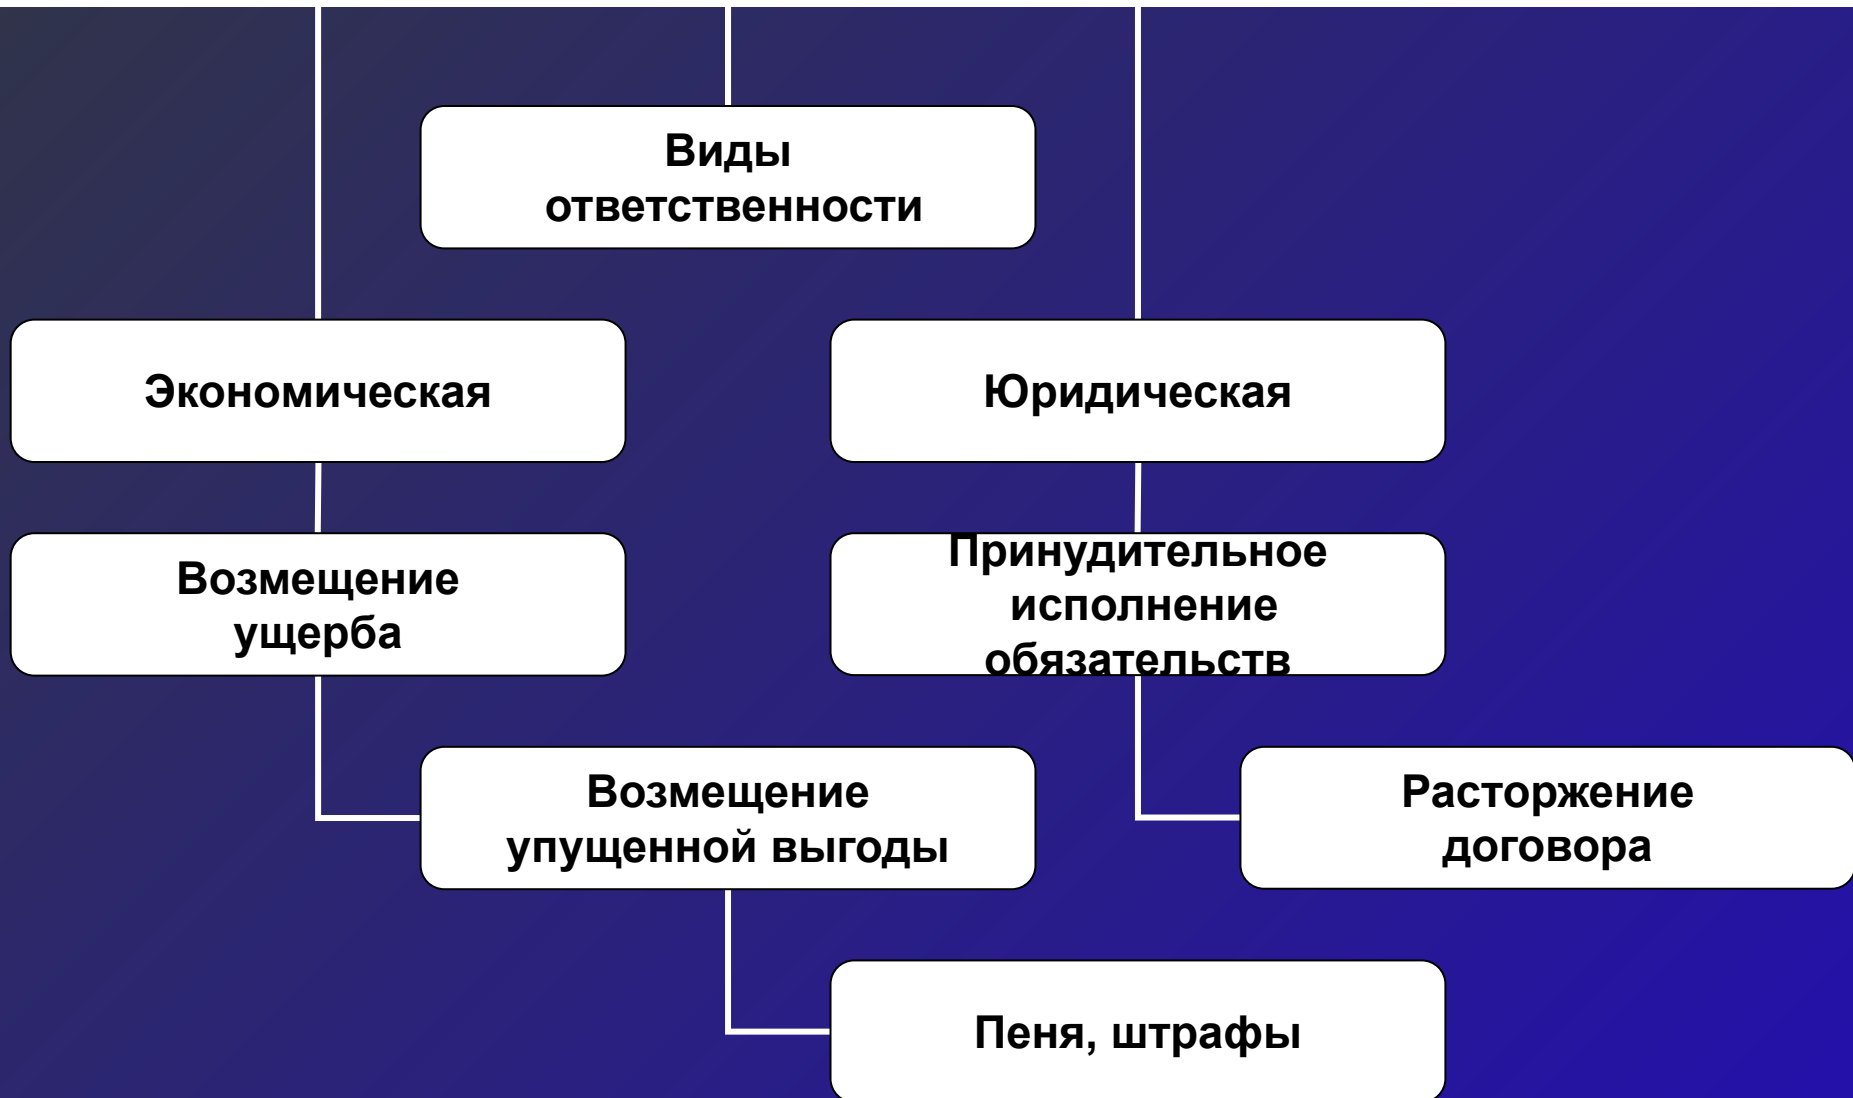 Виды
ответственности
Экономическая
Юридическая
Возмещение
ущерба
Принудительное
исполнение
обязательств
Возмещение
упущенной выгоды
Расторжение
договора
Пеня, штрафы